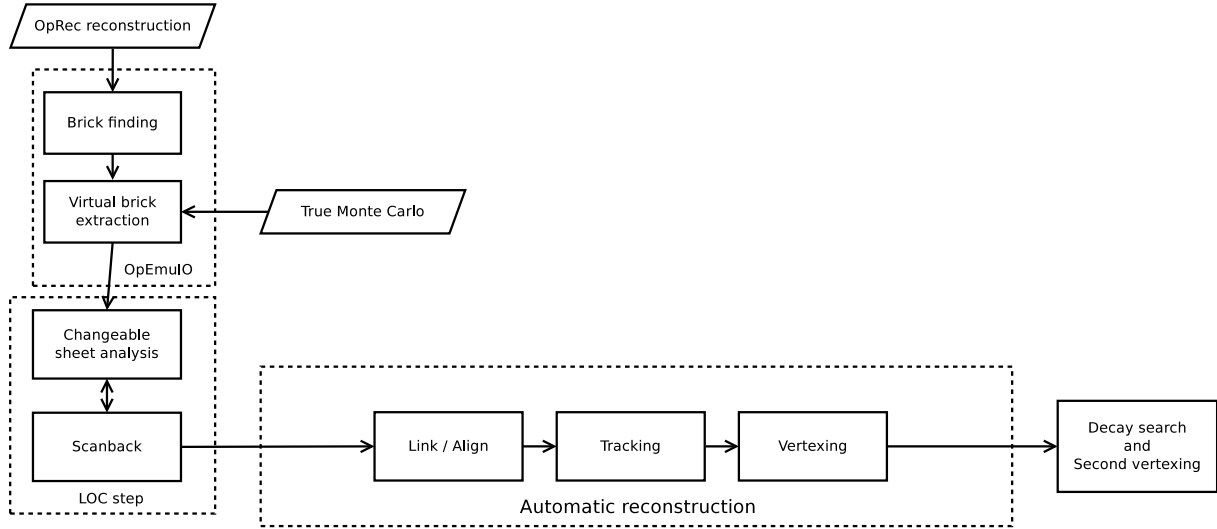 OpRec reconstruction
Brick finding
Virtual brick
extraction
True Monte Carlo
OpEmuIO
Changeable
sheet analysis
Scanback
LOC step
Link / Align
Tracking
Vertexing
Automatic reconstruction
Decay search
and
Second vertexing